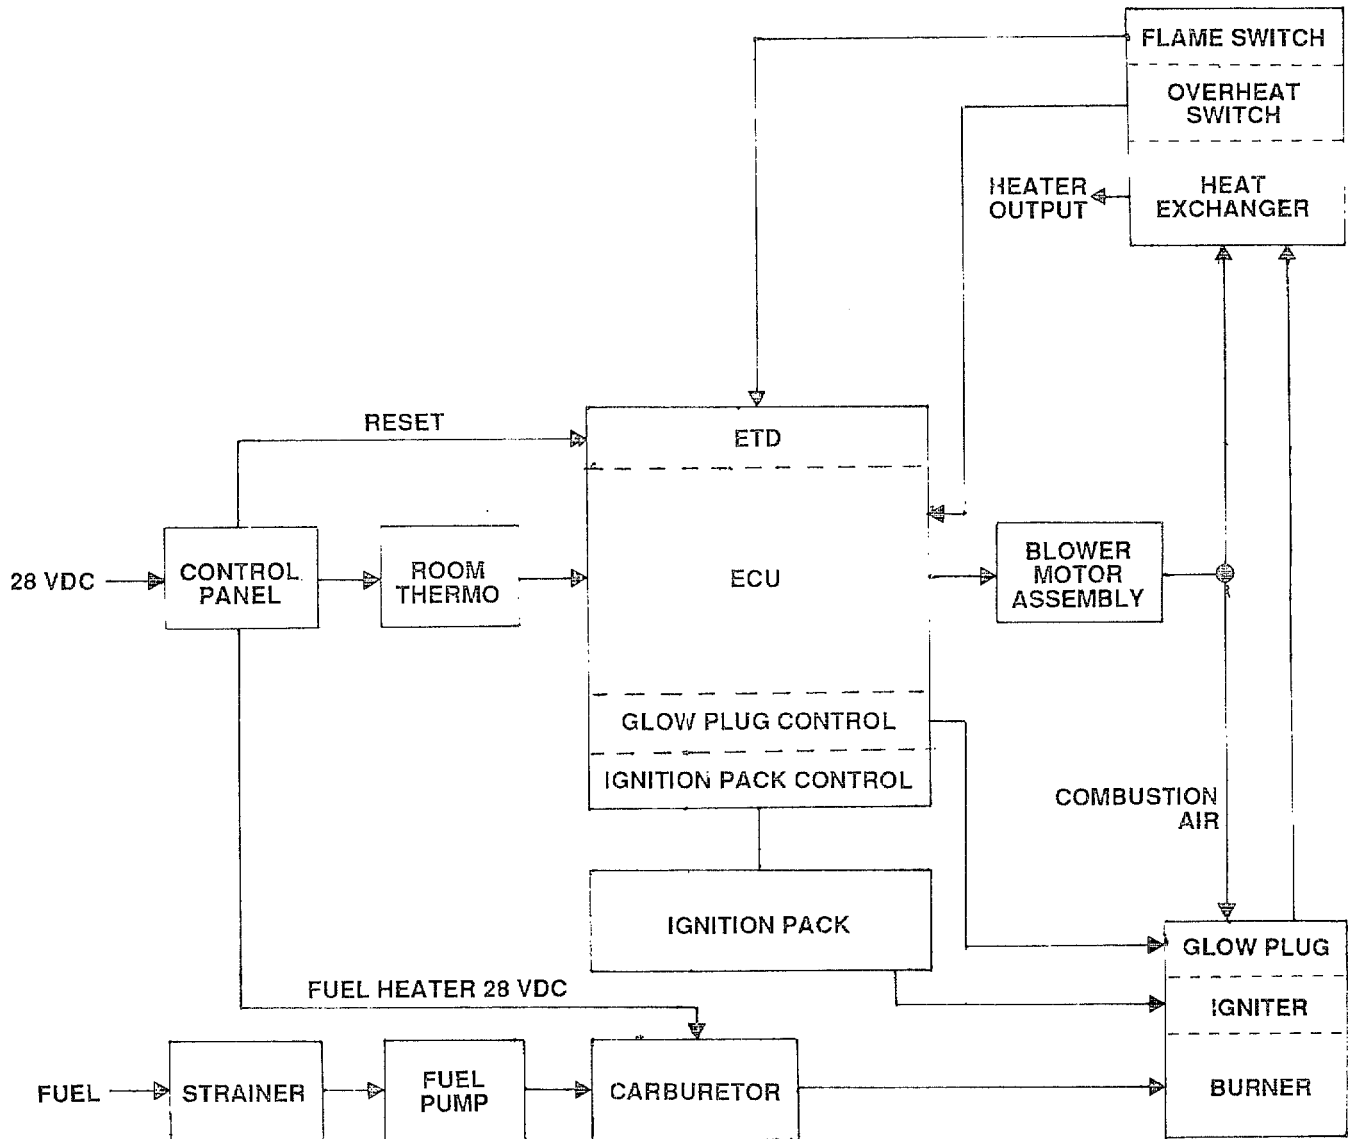 FLAME SWITCH
OVERHEAT
SWITCH
HEATER
OUTPUT
HEAT
EXCHANGER
RESET
ETD
28 VDC
CONTROL
PANEL
ROOM
THERMO
ECU
BLOWER
MOTOR
ASSEMBLY
GLOW PLUG CONTROL
IGNITION PACK CONTROL
COMBUSTION
AIR
IGNITION PACK
GLOW PLUG
FUEL HEATER 28 VDC
IGNITER
FUEL
STRAINER
FUEL
PUMP
CARBURETOR
BURNER